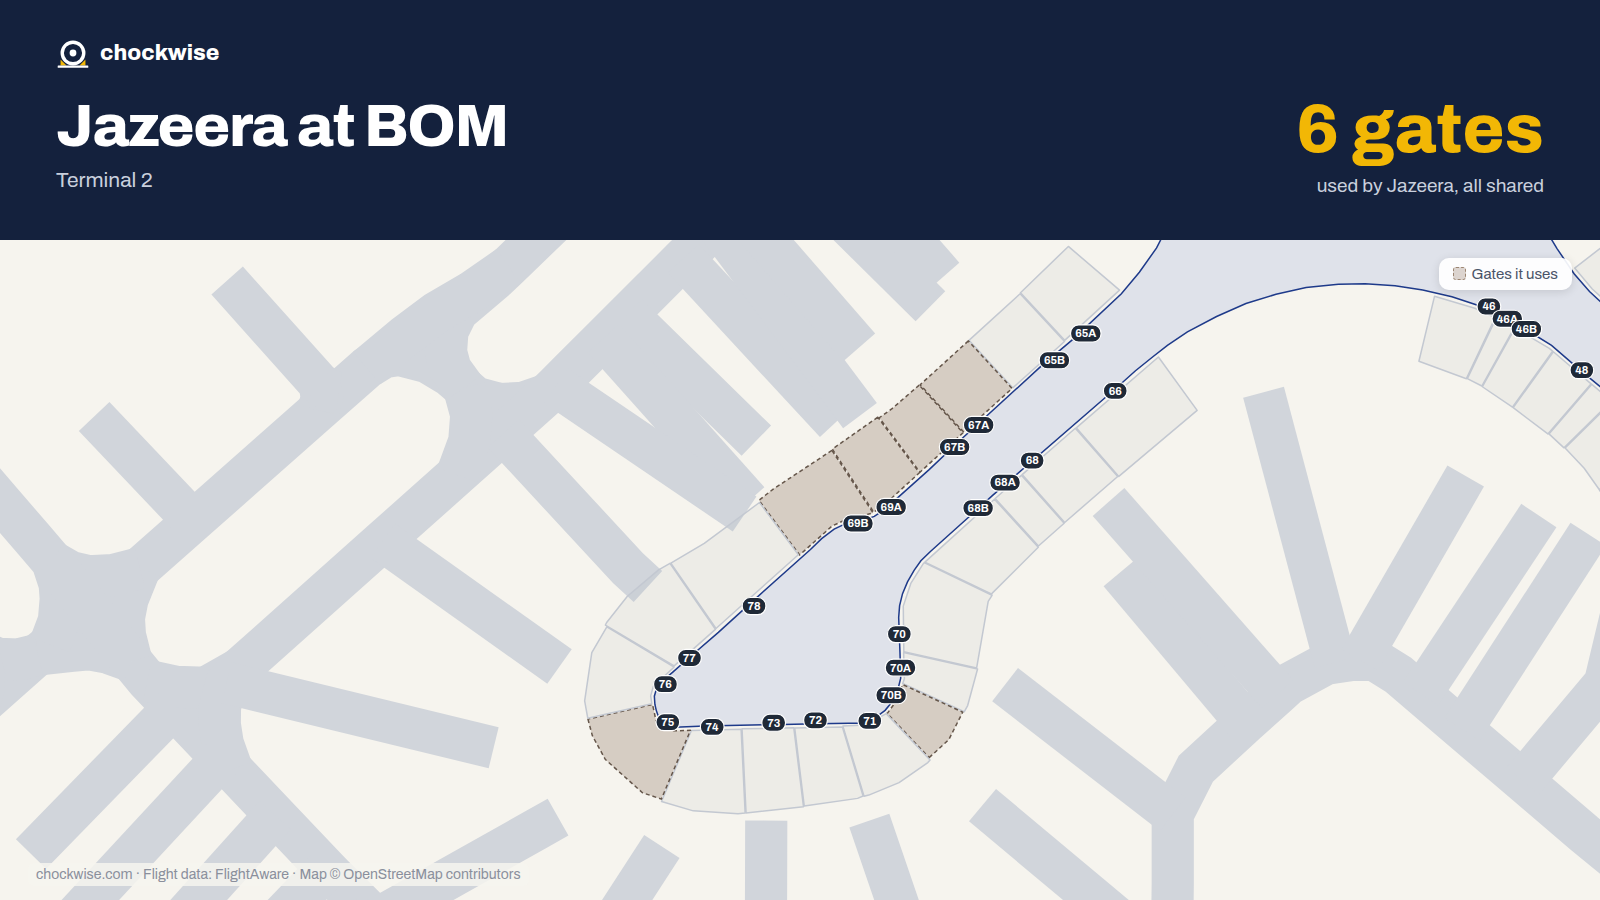 chockwise
Jazeera at BOM
Terminal 2
6 gates
used by Jazeera, all shared
Gates it uses
46
46A
46B
48
65A
65B
66
67A
67B
68
68A
68B
69A
69B
78
70
77
70A
76
70B
75
74
73
72
71
chockwise.com · Flight data: FlightAware · Map © OpenStreetMap contributors